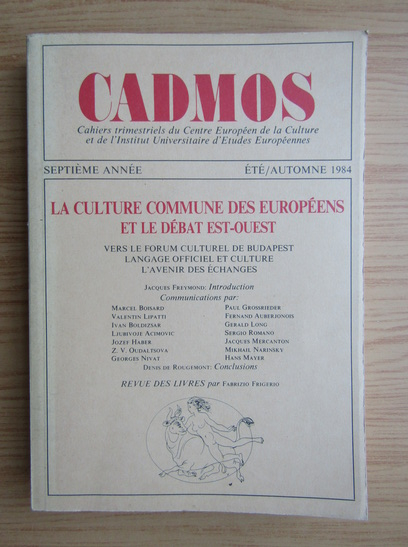 CADMOS
Cahiers trimestriels du Centre Européen de la Culture
et de l'Institut Universitaire d'Etudes Européennes
SEPTIÈME ANNÉE ÉTÉ/AUTOMNE 1984
LA CULTURE COMMUNE DES EUROPÉENS
ET LE DÉBAT EST-OUEST
VERS LE FORUM CULTUREL DE BUDAPEST
LANGAGE OFFICIEL ET CULTURE
L'AVENIR DES ÉCHANGES
JACQUES FREYMOND: Introduction
Communications par:
MARCEL BOISARD PAUL GROSSRIEDER
VALENTIN LIPATTI FERNAND AUBERJONOIS
IVAN BOLDIZSAR GERALD LONG
LJUBIVOJE ACIMOVIC SERGIO ROMANO
JOZEF HABER JACQUES MERCANTON
Z. V. OUDALTSOVA MIKHAIL NARINSKY
GEORGES NIVAT HANS MAYER
DENIS DE ROUGEMONT: Conclusions
REVUE DES LIVRES par FABRIZIO FRIGERIO